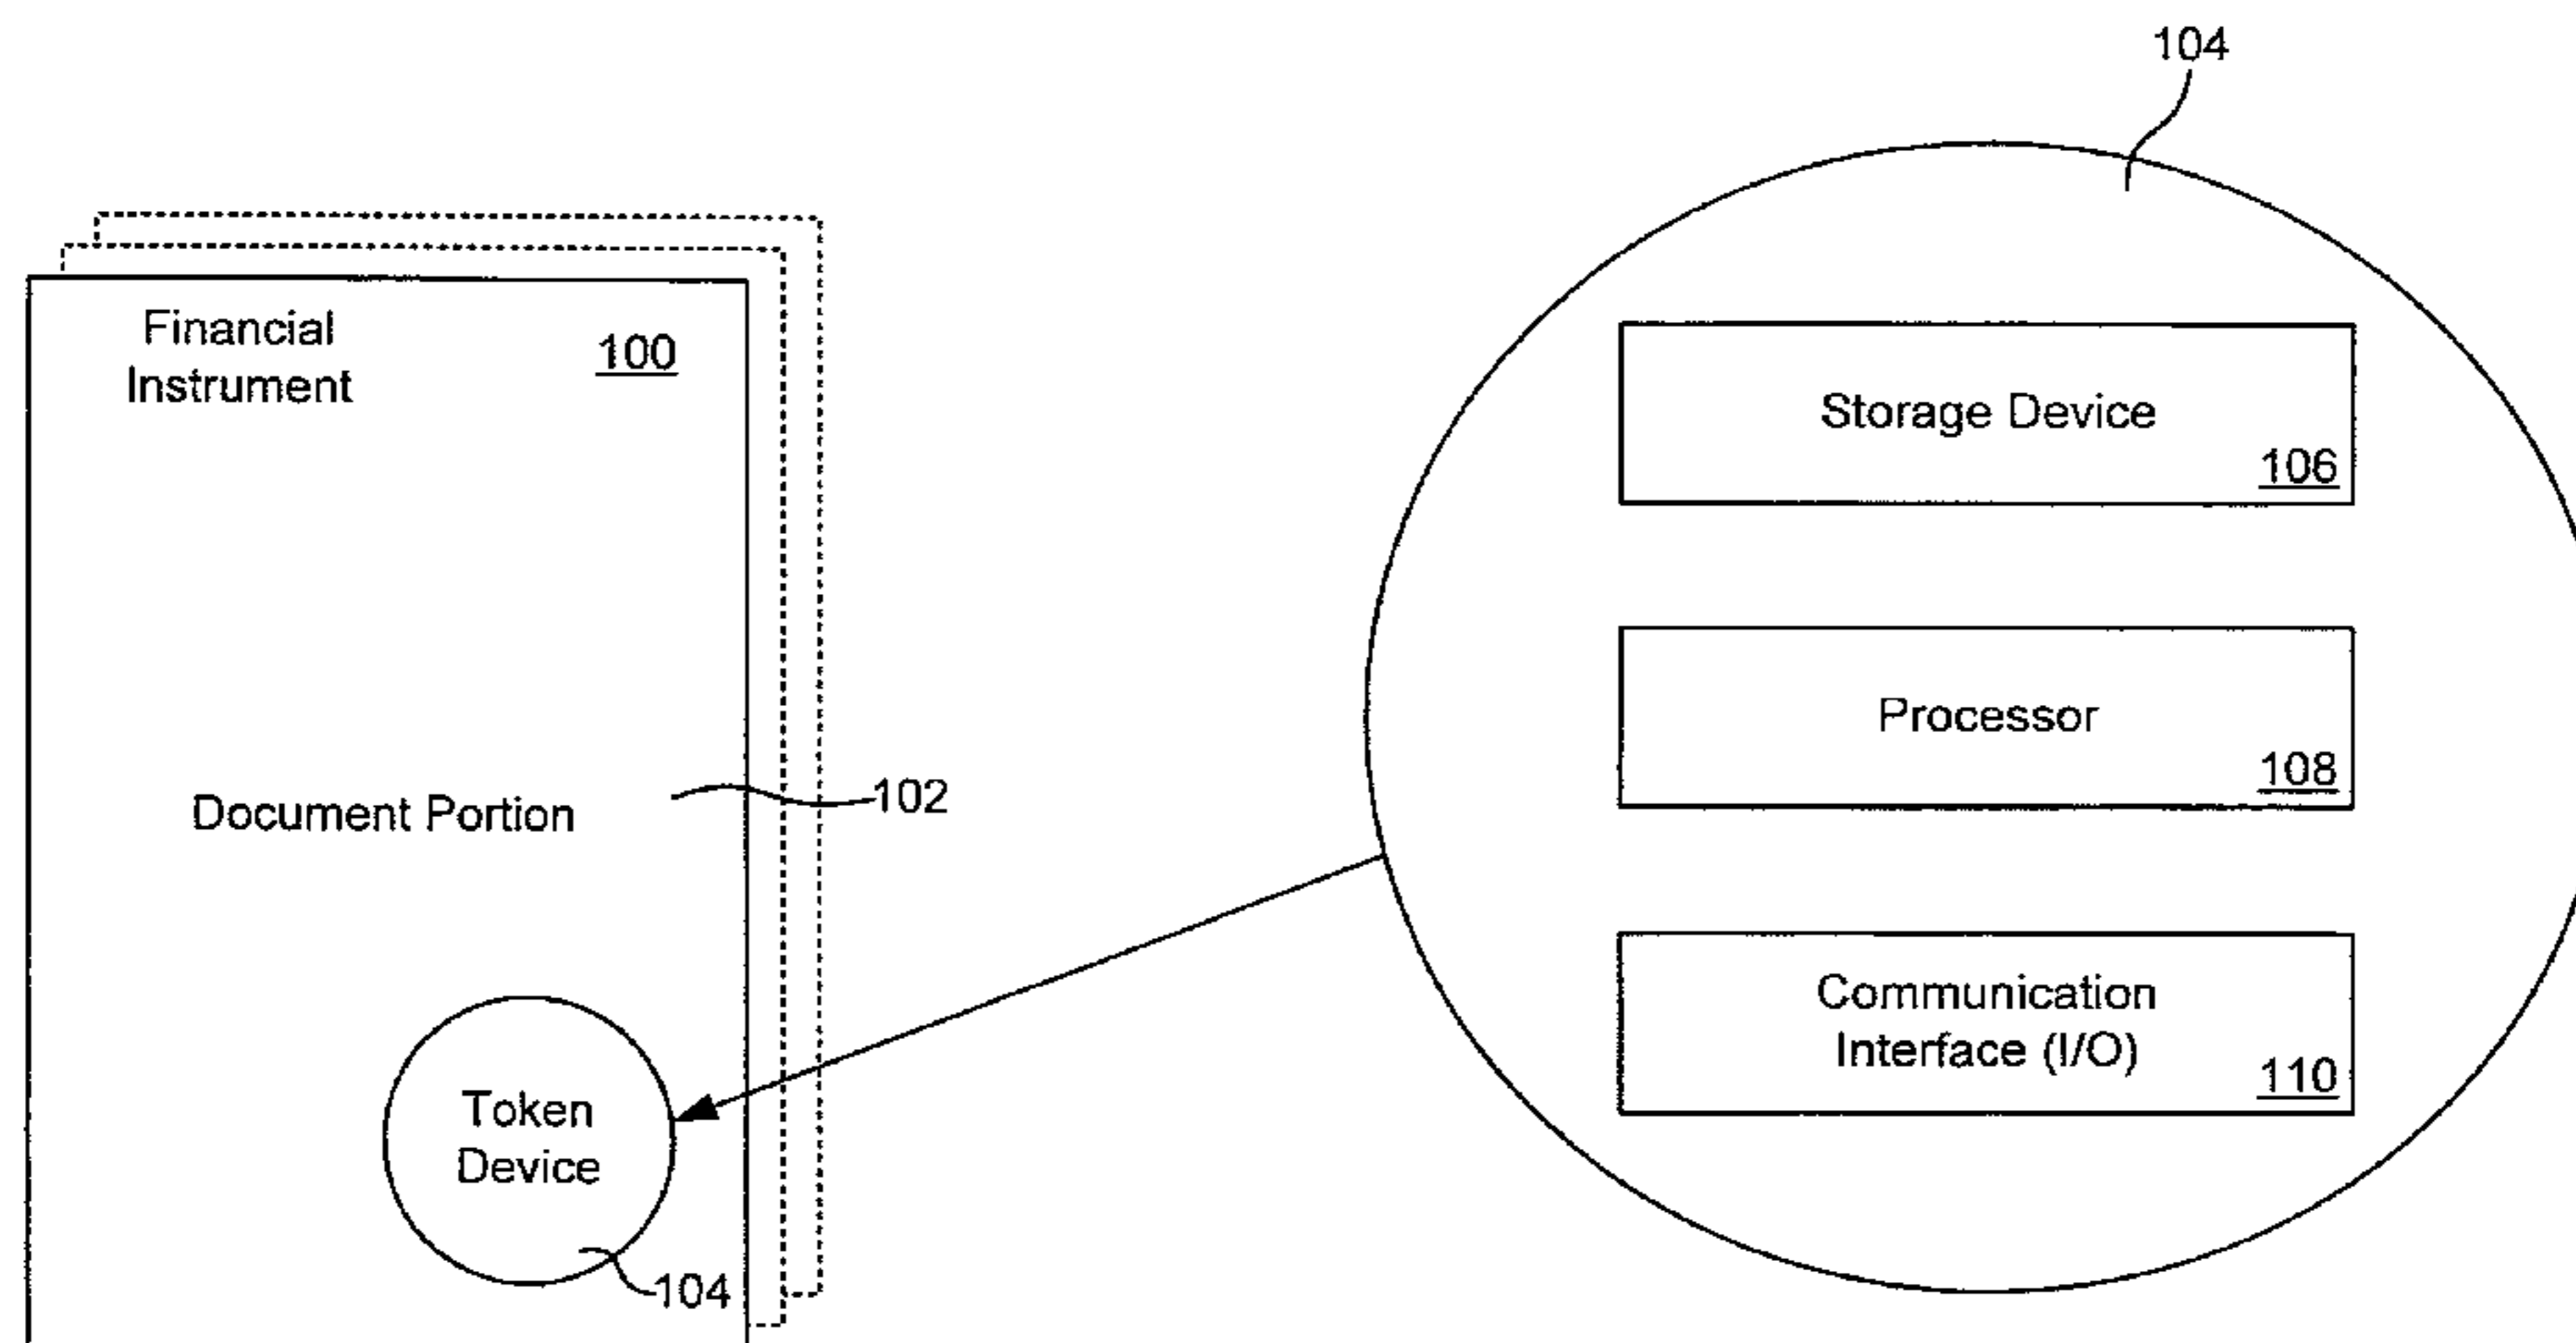 104
Financial
Instrument
100
Storage Device
106
Processor
108
Document Portion
102
Communication
Interface (I/O)
110
Token
Device
104